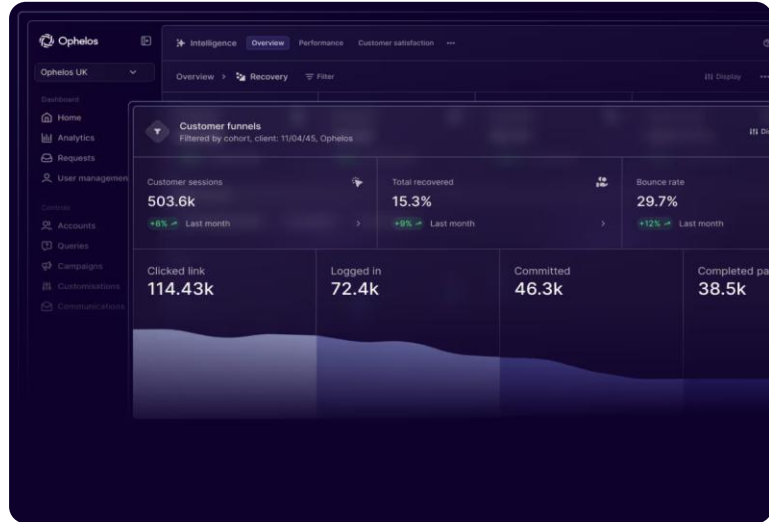 Ophelos
Intelligence Overview Performance Customer satisfaction •••
Ophelos UK
Overview > Recovery Filter Display •••
Dashboard
Home
Analytics
Requests
User managemen
Controls
Accounts
Queries
Campaigns
Customisations
Communications
Customer funnels
Filtered by cohort, client: 11/04/45, Ophelos
Di
Customer sessions
503.6k
+6% Last month
Total recovered
15.3%
+9% Last month
Bounce rate
29.7%
+12% Last month
Clicked link
114.43k
Logged in
72.4k
Committed
46.3k
Completed pa
38.5k